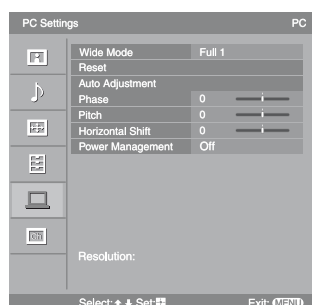 PC Settings PC
Wide Mode Full 1
Reset
Auto Adjustment
Phase 0
Pitch 0
Horizontal Shift 0
Power Management Off
Resolution:
Select: Set: Exit: MENU